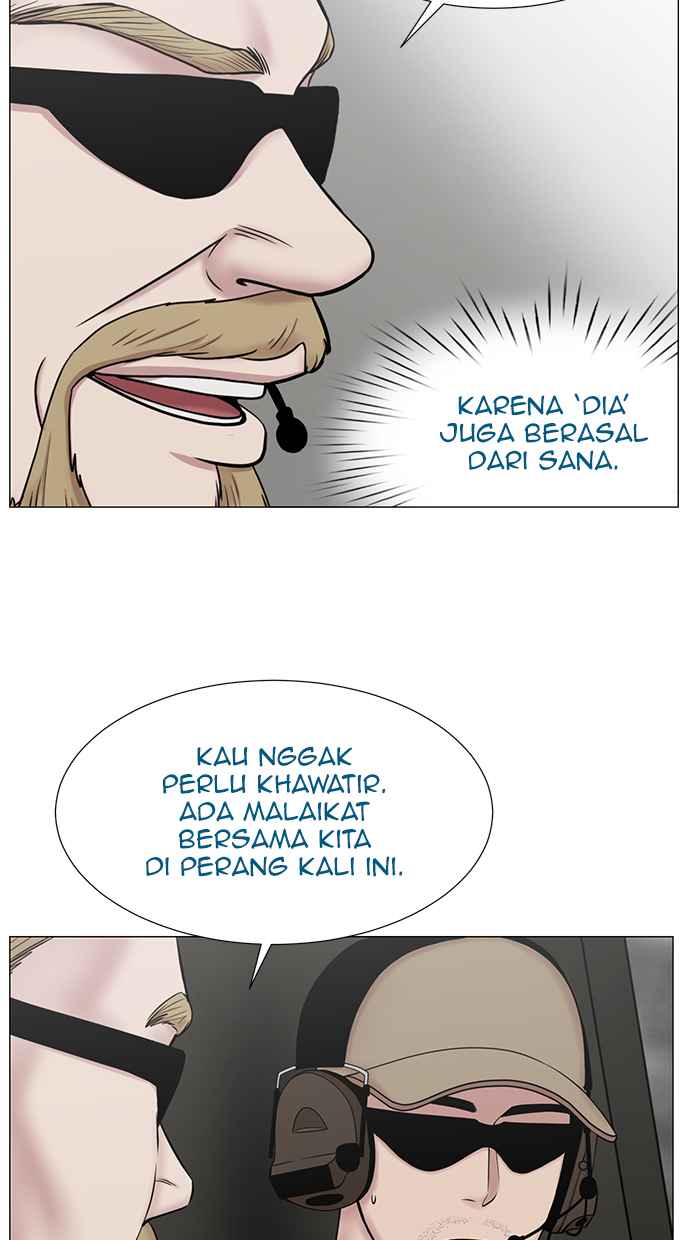 KARENA ‘DIA’
JUGA BERASAL
DARI SANA.
KAU NGGAK
PERLU KHAWATIR.
ADA MALAIKAT
BERSAMA KITA
DI PERANG KALI INI.